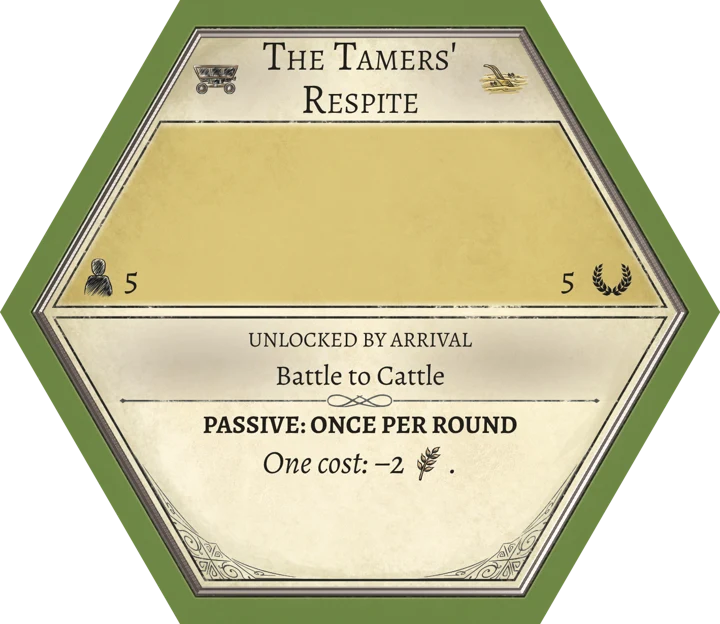 The Tamers'
Respite
5
5
UNLOCKED BY ARRIVAL
Battle to Cattle
PASSIVE: ONCE PER ROUND
One cost: –2 .